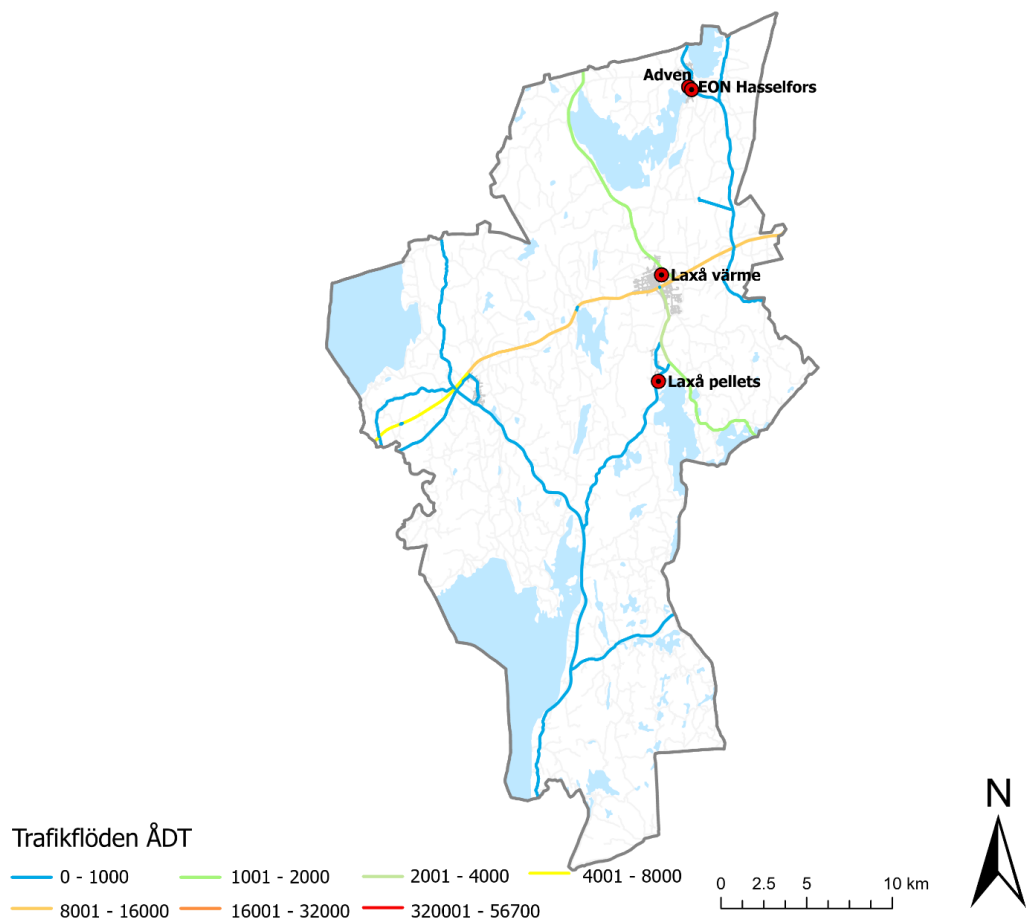 Adven
EON Hasselfors
Laxå värme
Laxå pellets
N
Trafikflöden ÅDT
0 - 1000
1001 - 2000
2001 - 4000
4001 - 8000
8001 - 16000
16001 - 32000
320001 - 56700
0 2.5 5 10 km